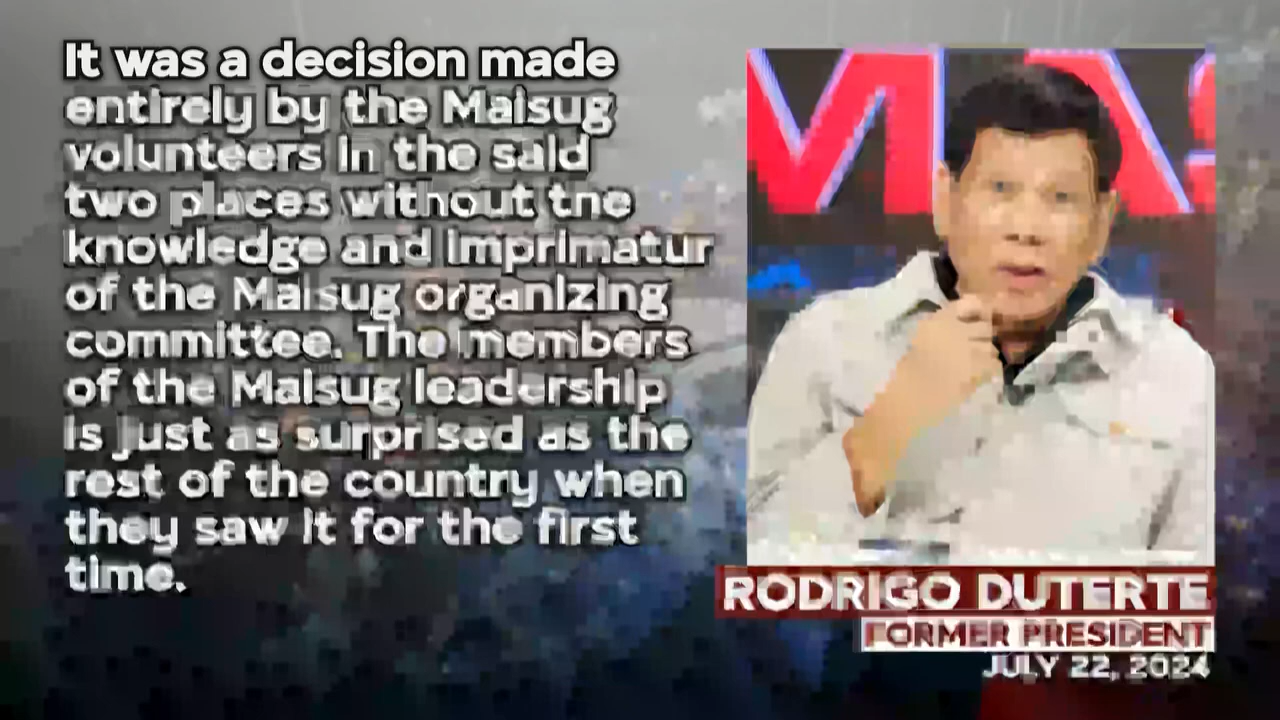 It was a decision made
entirely by the Maisug
volunteers in the said
two places without the
knowledge and imprimatur
of the Maisug organizing
committee. The members
of the Maisug leadership
is just as surprised as the
rest of the country when
they saw it for the first
time.
RODRIGO DUTERTE
FORMER PRESIDENT
JULY 22, 2024